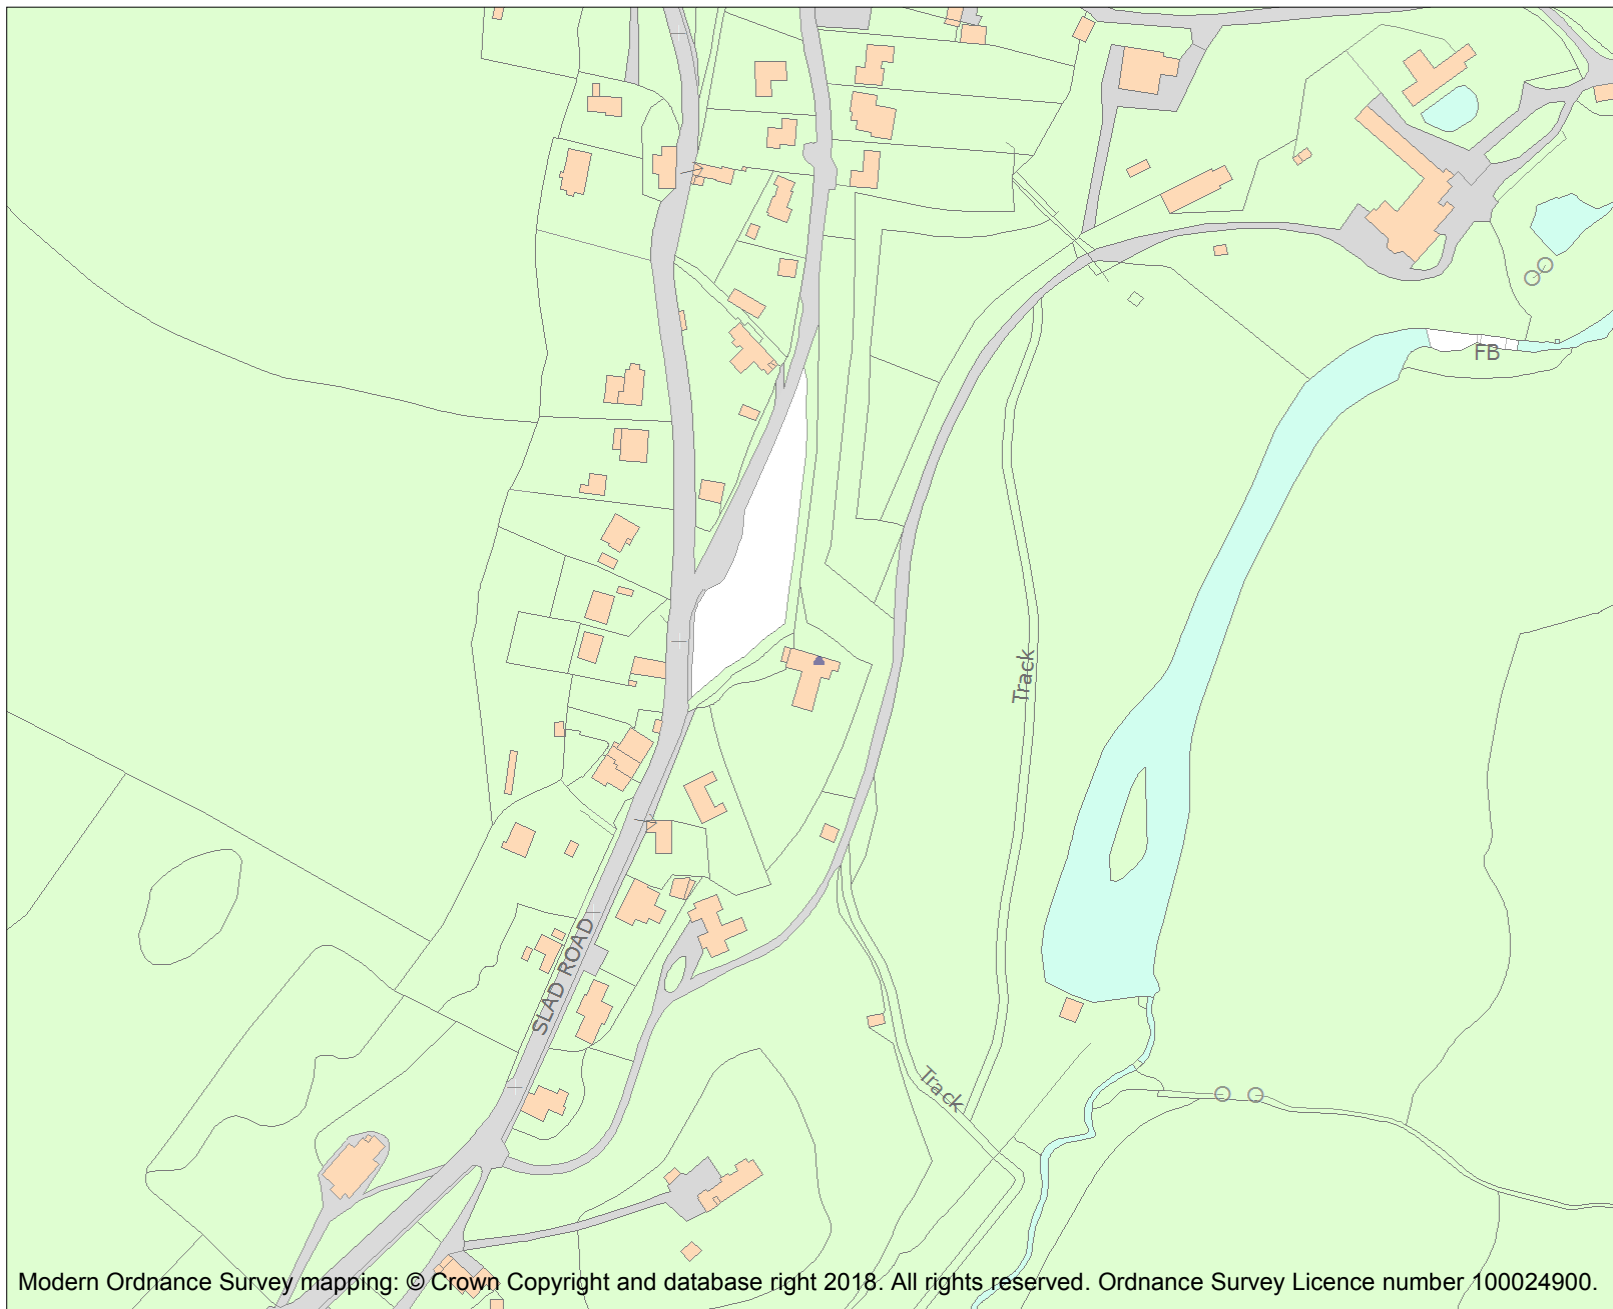 FB
Track
SLAD ROAD
Track
Modern Ordnance Survey mapping: © Crown Copyright and database right 2018. All rights reserved. Ordnance Survey Licence number 100024900.